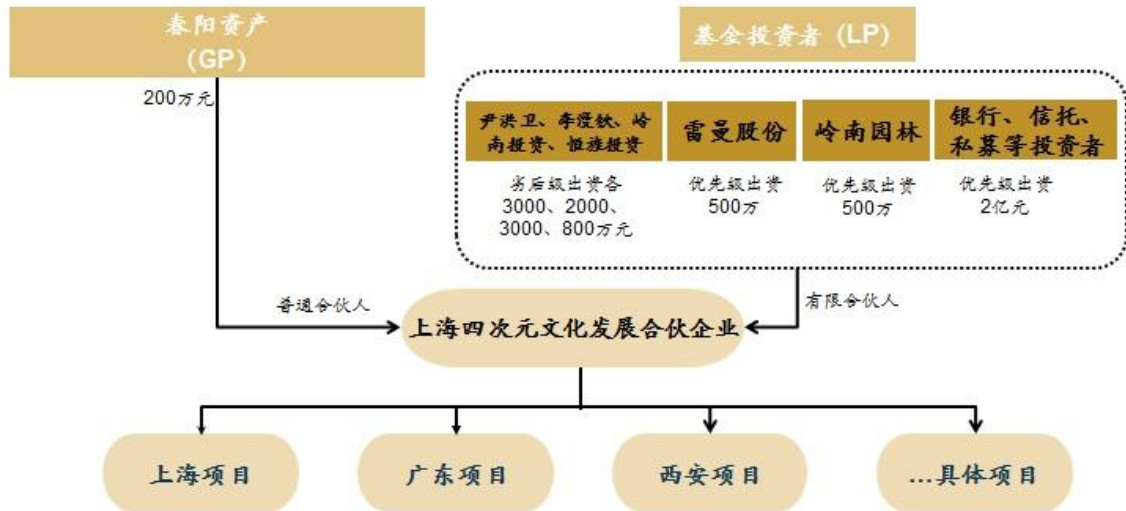 春阳资产
(GP)
基金投资者 (LP)
200万元
尹洪卫、李漫铁、岭
南投资、恒旌投资
雷曼股份
岭南园林
银行、信托、
私募等投资者
劣后级出资各
3000、2000、
3000、800万元
优先级出资
500万
优先级出资
500万
优先级出资
2亿元
普通合伙人
有限合伙人
上海四次元文化发展合伙企业
上海项目
广东项目
西安项目
...具体项目